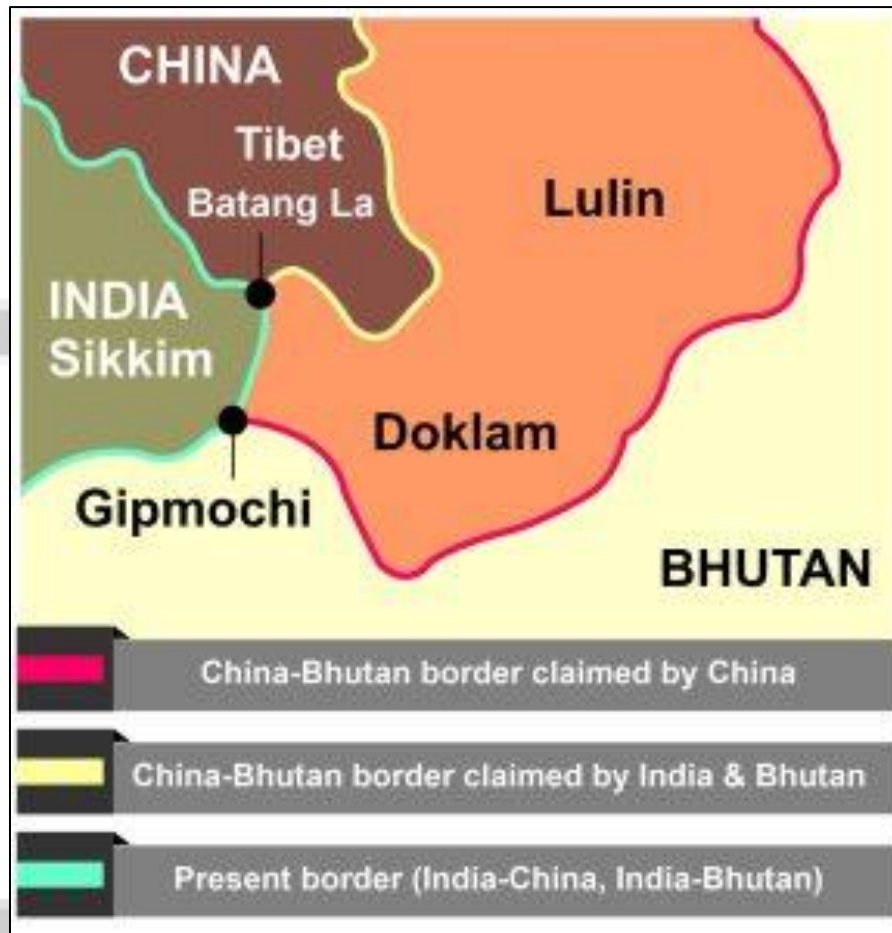 CHINA
Tibet
Batang La
Lulin
INDIA
Sikkim
Doklam
Gipmochi
BHUTAN
China-Bhutan border claimed by China
China-Bhutan border claimed by India & Bhutan
Present border (India-China, India-Bhutan)